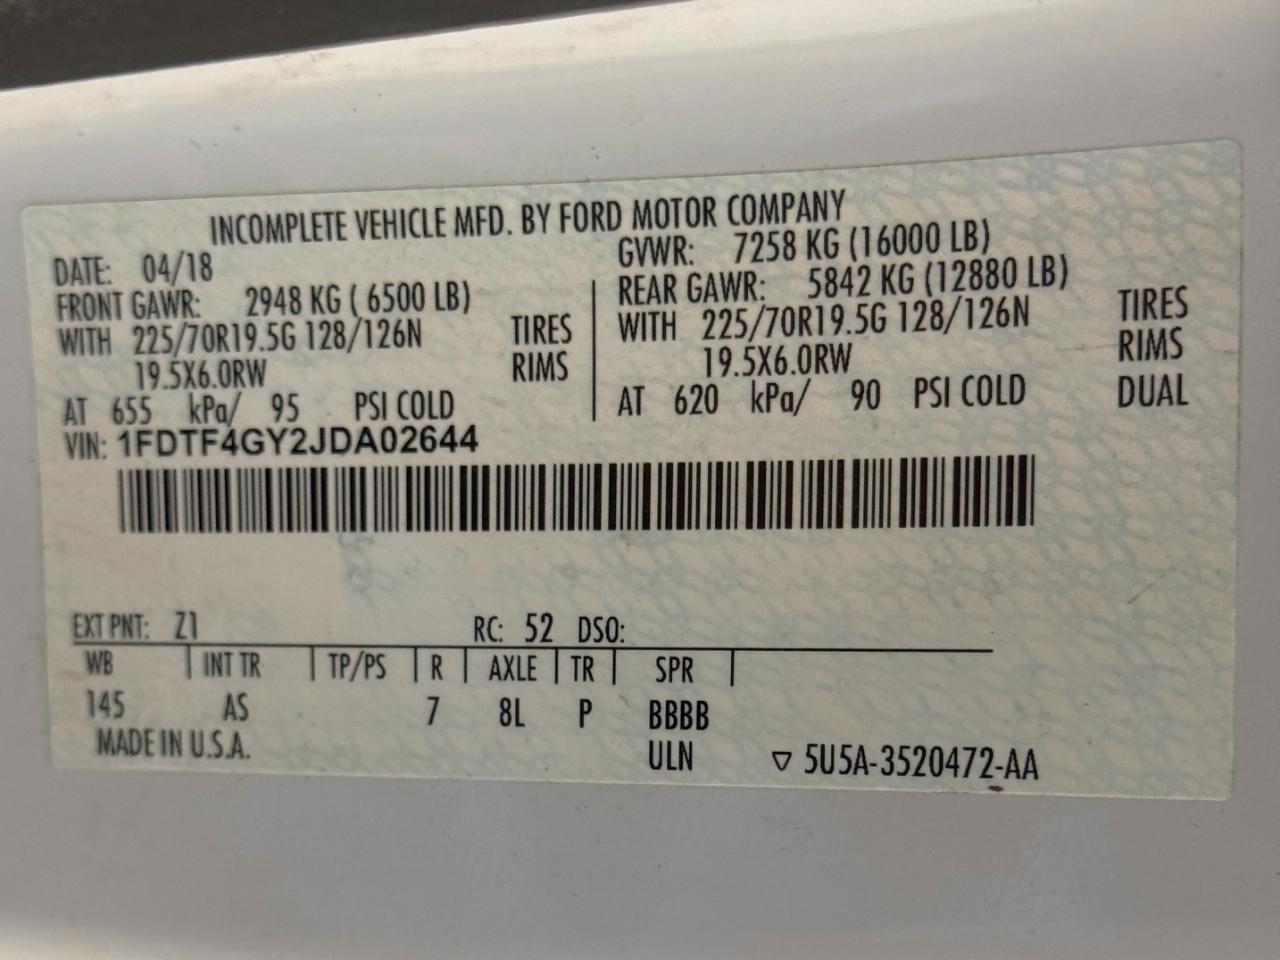 INCOMPLETE VEHICLE MFD. BY FORD MOTOR COMPANY
DATE: 04/18
GVWR: 7258 KG (16000 LB)
FRONT GAWR: 2948 KG ( 6500 LB)
REAR GAWR: 5842 KG (12880 LB)
WITH 225/70R19.5G 128/126N TIRES
WITH 225/70R19.5G 128/126N TIRES
19.5X6.0RW RIMS
19.5X6.0RW RIMS
AT 655 kPa/ 95 PSI COLD
AT 620 kPa/ 90 PSI COLD DUAL
VIN: 1FDTF4GY2JDA02644
EXT PNT: Z1 RC: 52 DSO:
WB | INT TR | TP/PS | R | AXLE | TR | SPR |
145 AS 7 8L P BBBB
MADE IN U.S.A. ULN ▽ 5U5A-3520472-AA